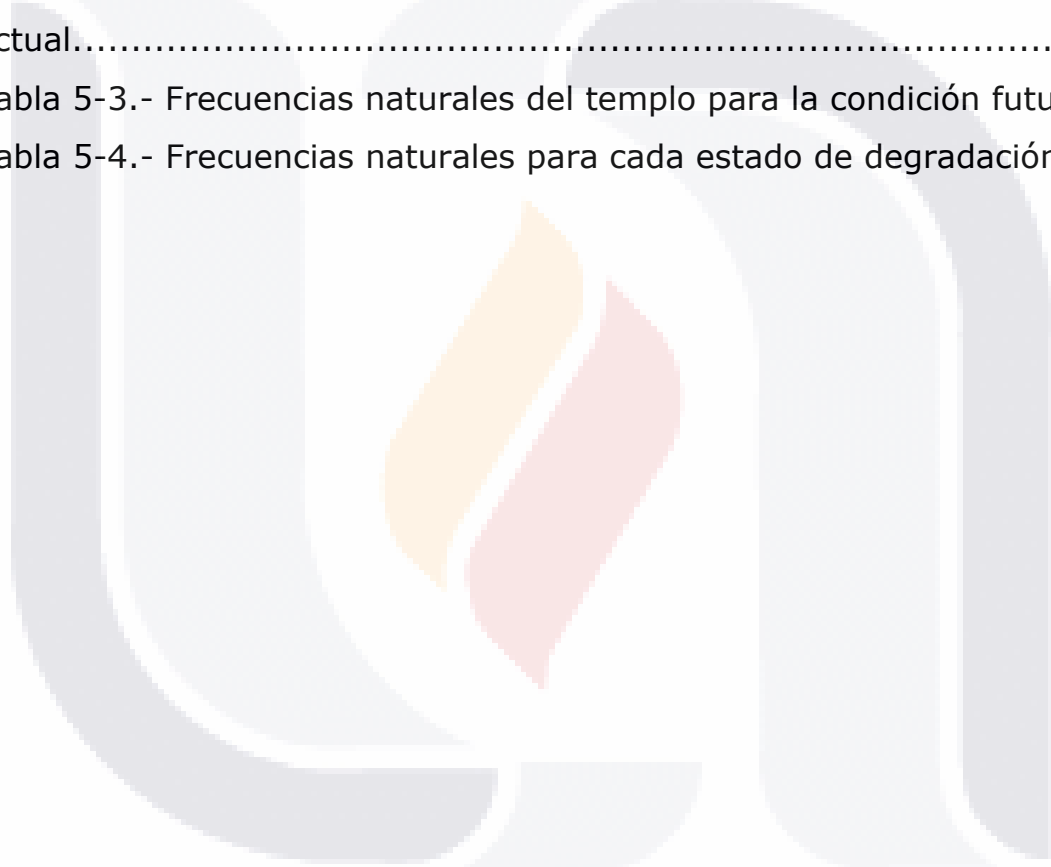 ctual.......................................................................................
abla 5-3.- Frecuencias naturales del templo para la condición futu
abla 5-4.- Frecuencias naturales para cada estado de degradación